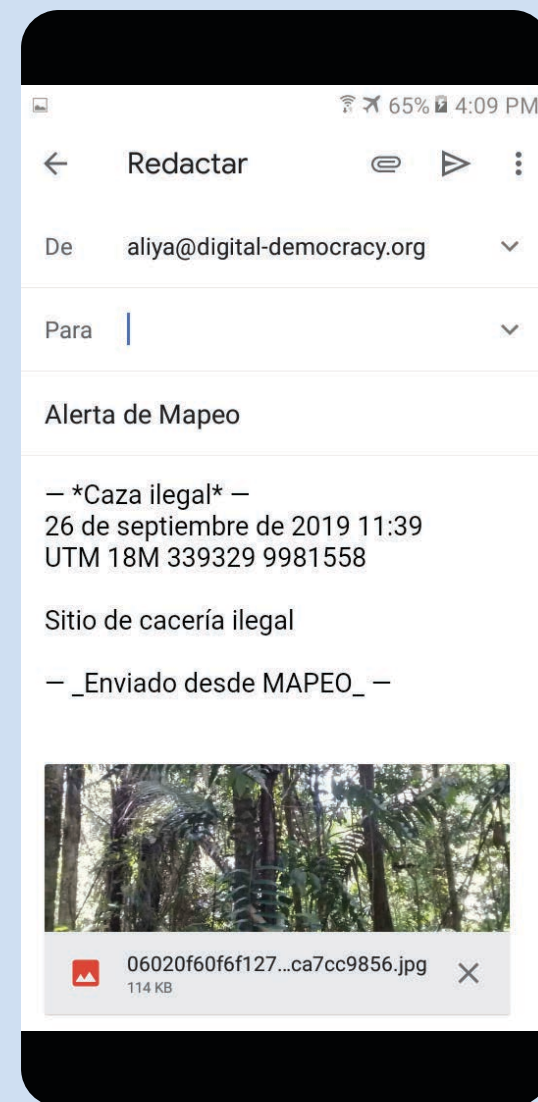 65% 4:09 PM
Redactar
De aliya@digital-democracy.org
Para
Alerta de Mapeo
— *Caza ilegal* —
26 de septiembre de 2019 11:39
UTM 18M 339329 9981558
Sitio de cacería ilegal
— _Enviado desde MAPEO_ —
06020f60f6f127...ca7cc9856.jpg
114 KB